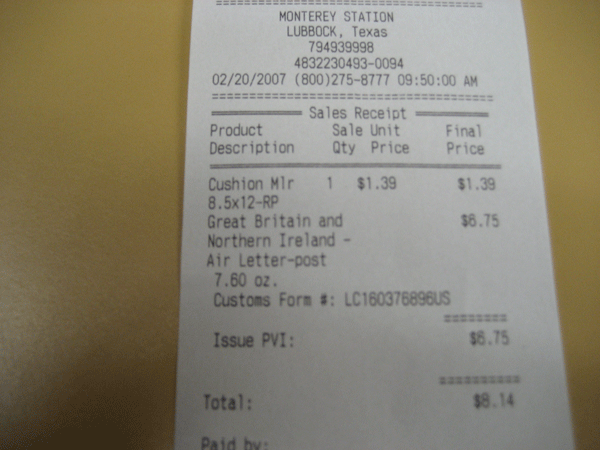 MONTEREY STATION
LUBBOCK, Texas
794939998
4832230493-0094
02/20/2007 (800)275-8777 09:50:00 AM
Sales Receipt
Product Sale Unit Final
Description Qty Price Price
Cushion Mlr 1 $1.39 $1.39
8.5x12-RP
Great Britain and $6.75
Northern Ireland -
Air Letter-post
7.60 oz.
Customs Form #: LC160376896US
========
Issue PVI: $6.75
==========
Total: $8.14
Paid by: